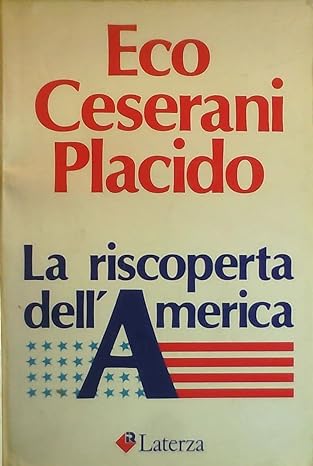 Eco
Ceserani
Placido
La riscoperta
dell'America
Laterza